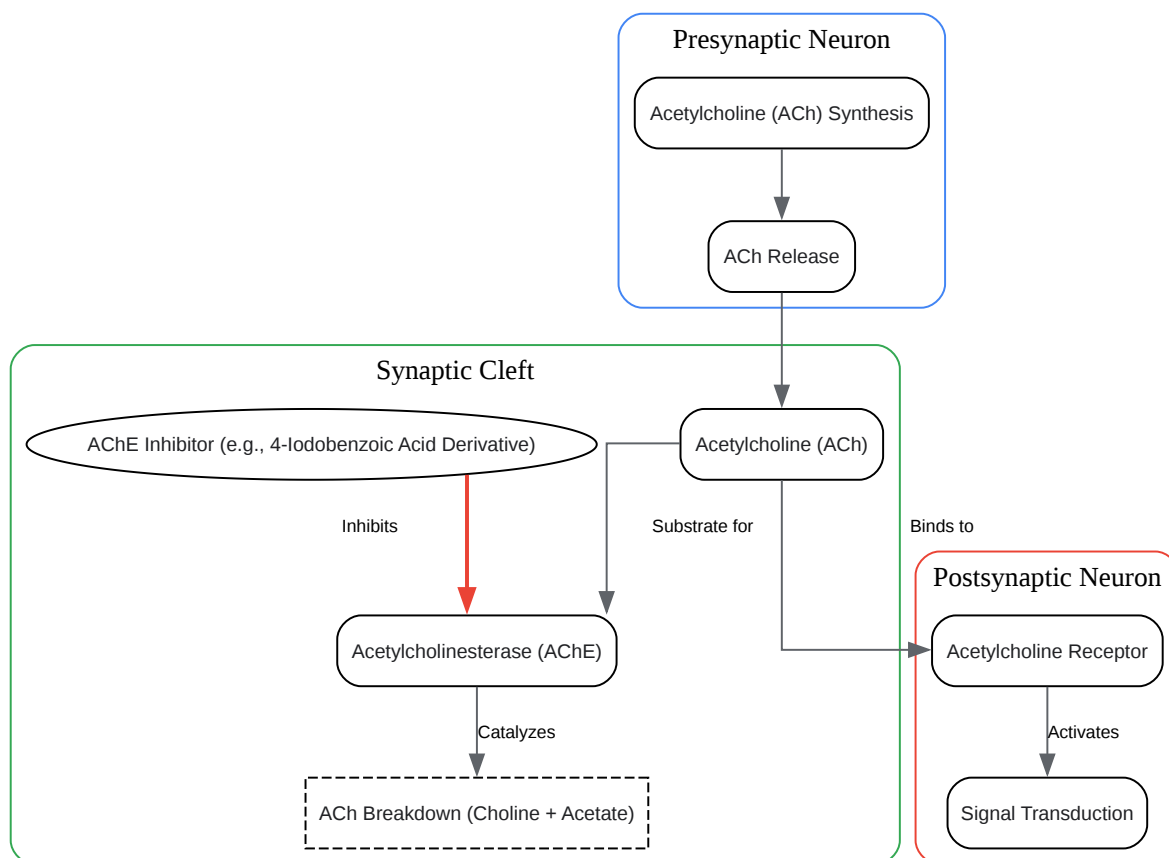 Presynaptic Neuron
Acetylcholine (ACh) Synthesis
ACh Release
Synaptic Cleft
AChE Inhibitor (e.g., 4-Iodobenzoic Acid Derivative)
Acetylcholine (ACh)
Inhibits
Substrate for
Binds to
Postsynaptic Neuron
Acetylcholinesterase (AChE)
Acetylcholine Receptor
Catalyzes
Activates
ACh Breakdown (Choline + Acetate)
Signal Transduction